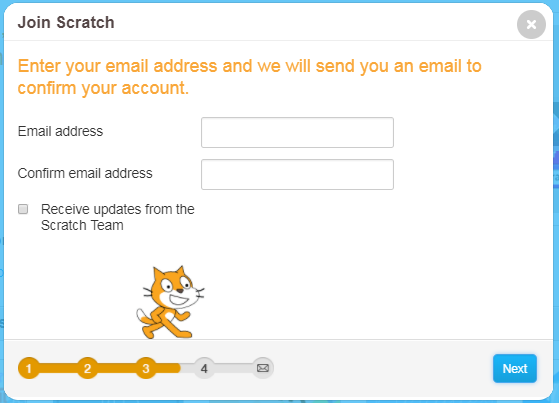 Join Scratch
Enter your email address and we will send you an email to
confirm your account.
Email address
Confirm email address
Receive updates from the
Scratch Team
1 2 3 4
Next